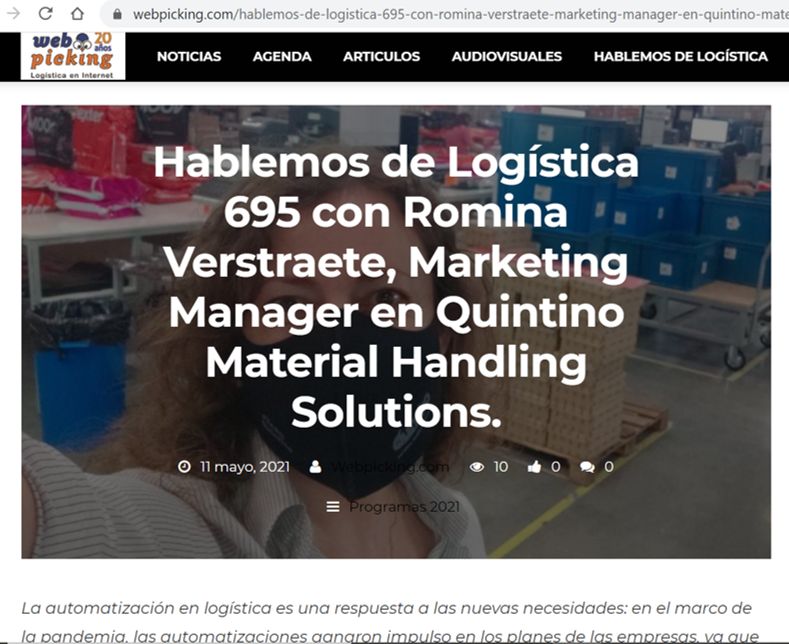 webpicking.com/hablemos-de-logistica-695-con-romina-verstraete-marketing-manager-en-quintino-mate
web 20
años
picking
Logística en Internet
NOTICIAS AGENDA ARTICULOS AUDIOVISUALES HABLEMOS DE LOGÍSTICA
Hablemos de Logística
695 con Romina
Verstraete, Marketing
Manager en Quintino
Material Handling
Solutions.
11 mayo, 2021 Webpicking.com 10 0 0
Programas 2021
La automatización en logística es una respuesta a las nuevas necesidades: en el marco de
la pandemia, las automatizaciones ganaron impulso en los planes de las empresas, ya que